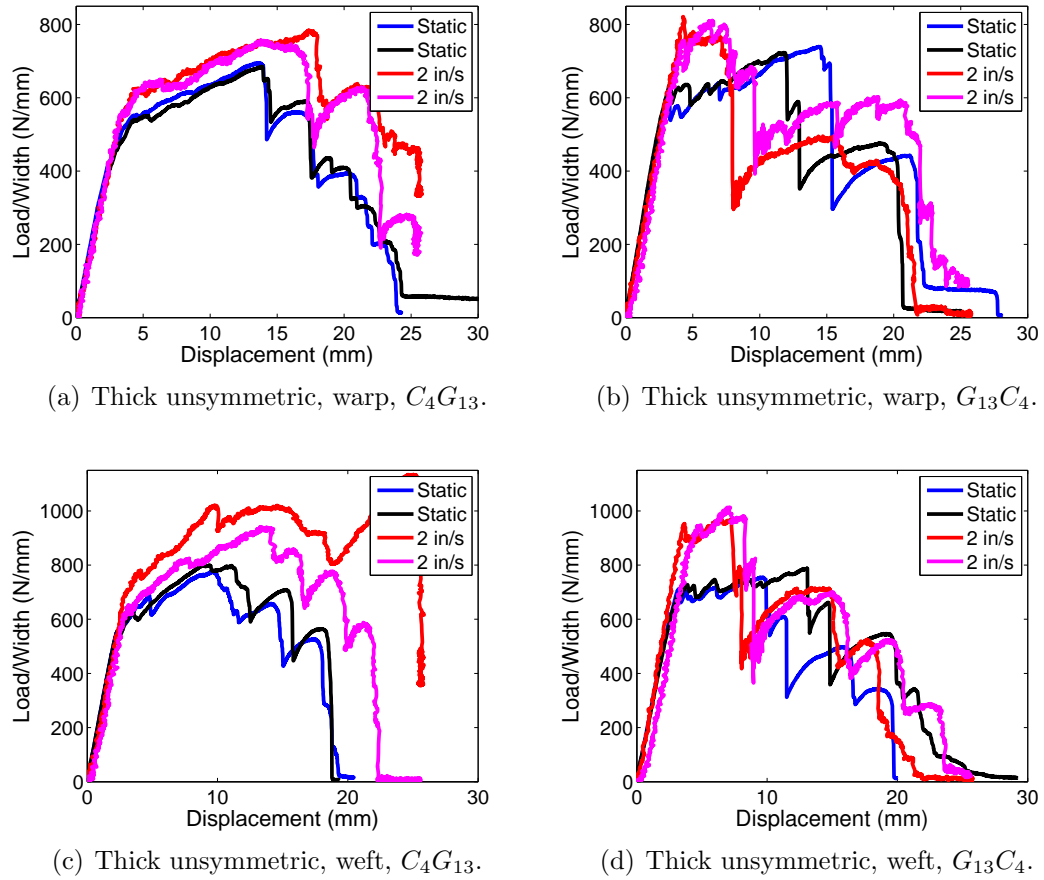 800
600
400
200
0
Load/Width (N/mm)
Static
Static
2 in/s
2 in/s
0 5 10 15 20 25 30
Displacement (mm)
800
600
400
200
0
Load/Width (N/mm)
Static
Static
2 in/s
2 in/s
0 5 10 15 20 25 30
Displacement (mm)
(a) Thick unsymmetric, warp, C₄G₁₃.
(b) Thick unsymmetric, warp, G₁₃C₄.
1000
800
600
400
200
0
Load/Width (N/mm)
Static
Static
2 in/s
2 in/s
0 10 20 30
Displacement (mm)
1000
800
600
400
200
0
Load/Width (N/mm)
Static
Static
2 in/s
2 in/s
0 10 20 30
Displacement (mm)
(c) Thick unsymmetric, weft, C₄G₁₃.
(d) Thick unsymmetric, weft, G₁₃C₄.